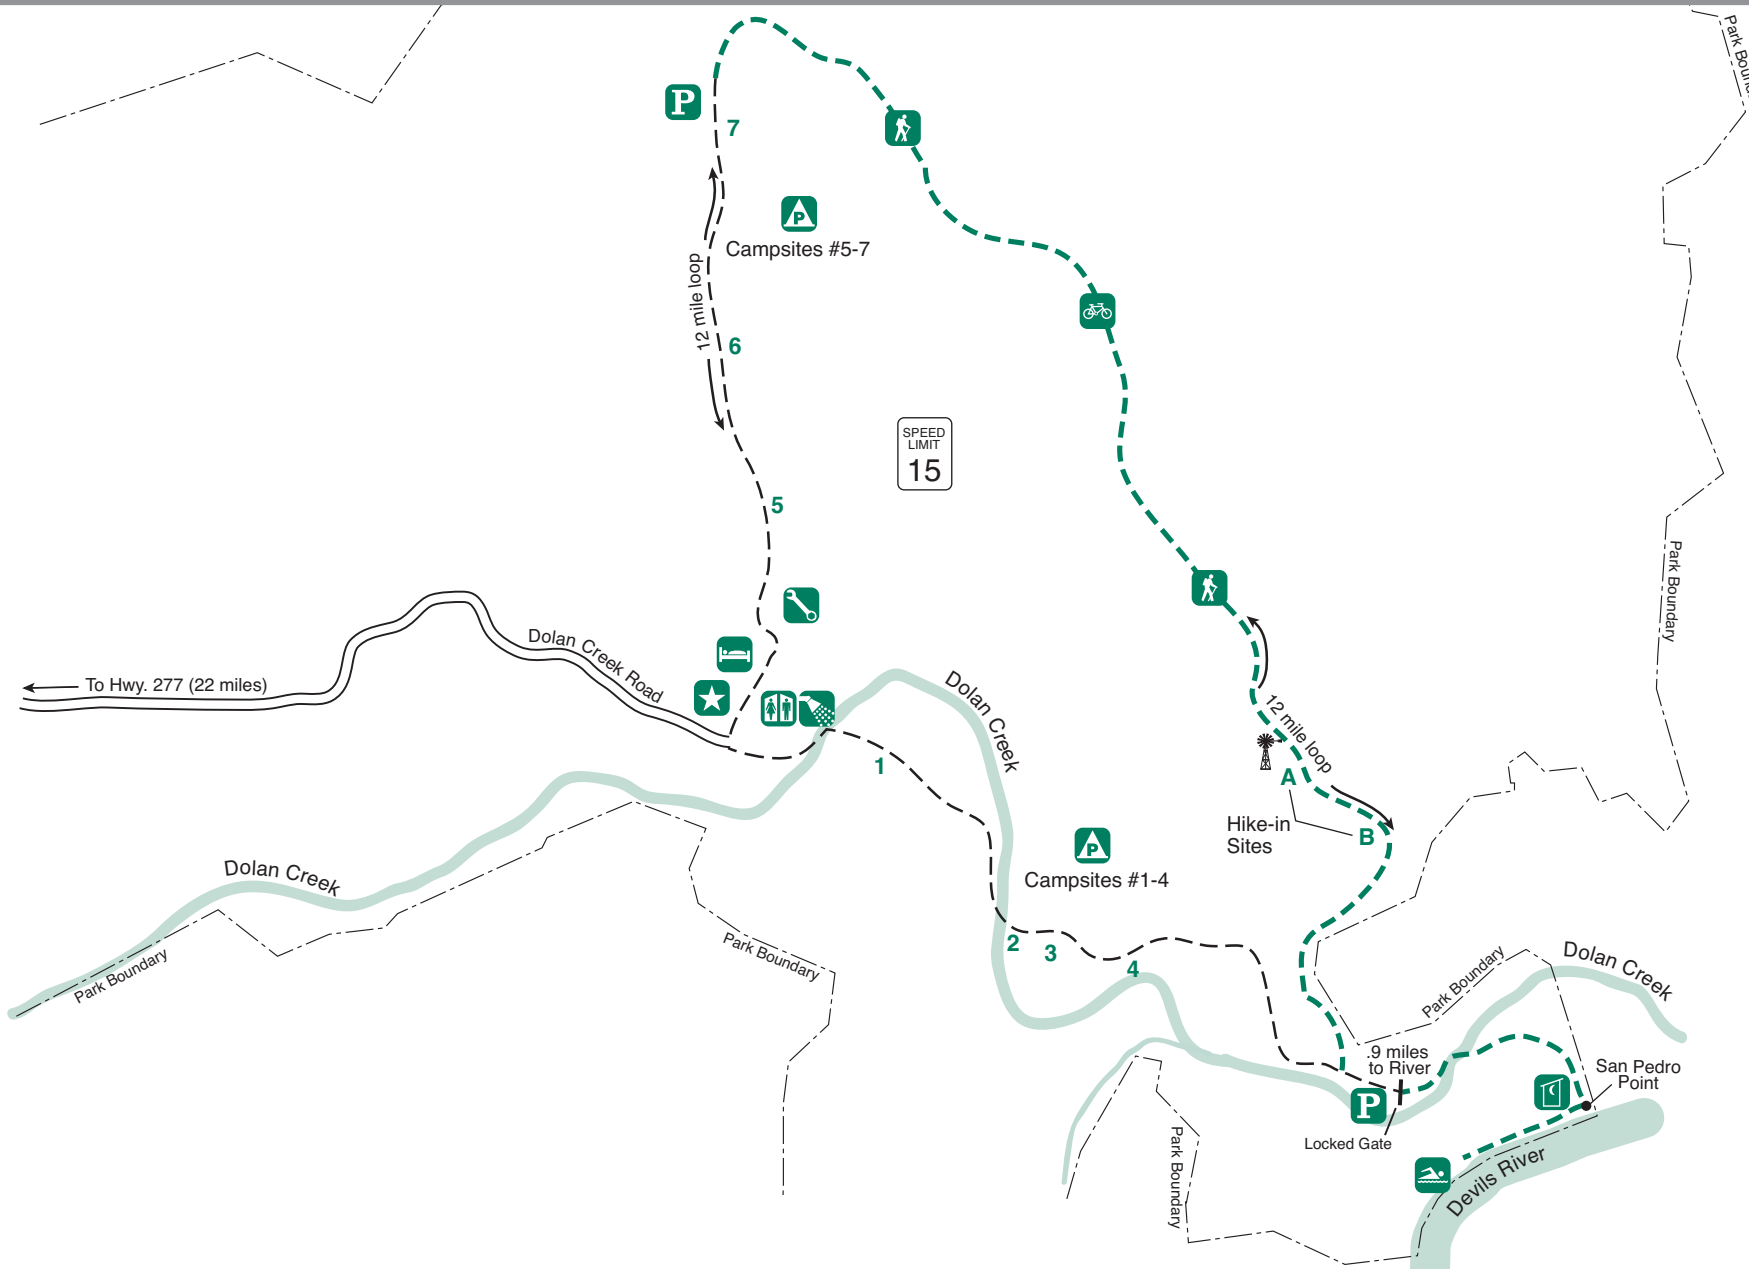 Park Boun
P
7
P
Campsites #5-7
12 mile loop
6
SPEED
LIMIT
15
5
Park Boundary
Dolan Creek Road
To Hwy. 277 (22 miles)
Dolan Creek
12 mile loop
1
A
Hike-in
Sites
B
P
Campsites #1-4
Dolan Creek
Park Boundary
Park Boundary
2
3
4
Park Boundary
Dolan Creek
.9 miles
to River
San Pedro
Point
P
Locked Gate
Park Boundary
Devils River